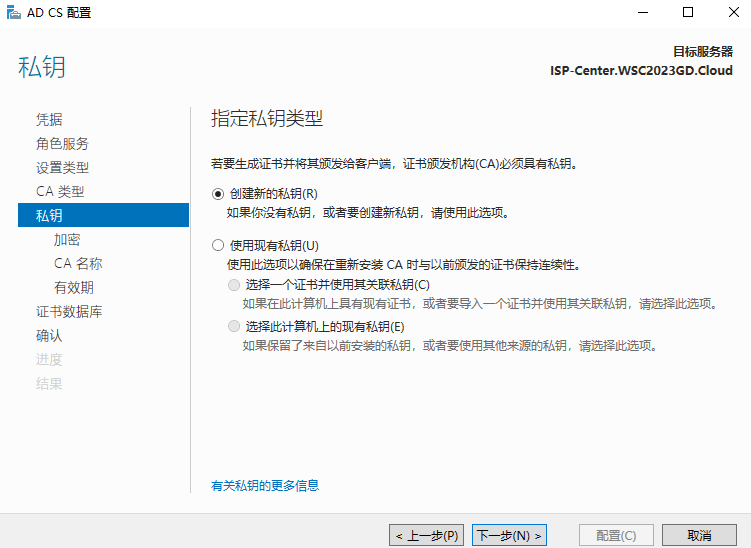 AD CS 配置
目标服务器
ISP-Center.WSC2023GD.Cloud
私钥
凭据
角色服务
设置类型
CA 类型
私钥
加密
CA 名称
有效期
证书数据库
确认
进度
结果
指定私钥类型
若要生成证书并将其颁发给客户端，证书颁发机构(CA)必须具有私钥。
创建新的私钥(R)
如果你没有私钥，或者要创建新私钥，请使用此选项。
使用现有私钥(U)
使用此选项以确保在重新安装 CA 时与以前颁发的证书保持连续性。
选择一个证书并使用其关联私钥(C)
如果在此计算机上具有现有证书，或者要导入一个证书并使用其关联私钥，请选择此选项。
选择此计算机上的现有私钥(E)
如果保留了来自以前安装的私钥，或者要使用其他来源的私钥，请选择此选项。
有关私钥的更多信息
< 上一步(P)
下一步(N) >
配置(C)
取消